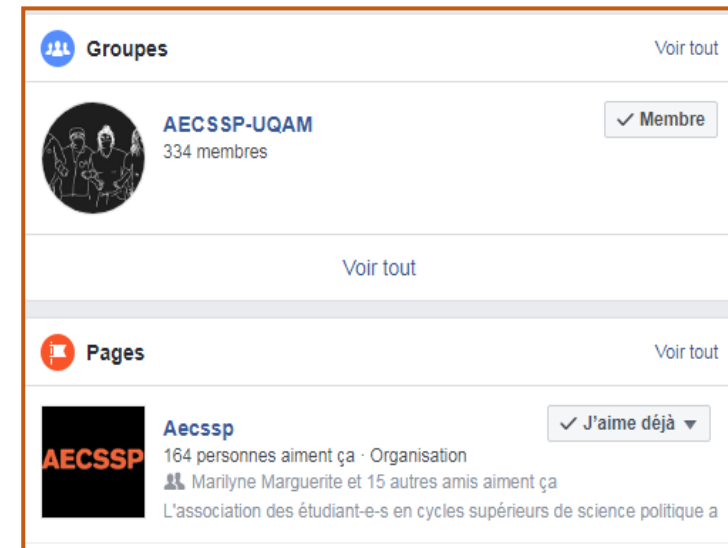 Groupes Voir tout
AECSSP-UQAM ✓ Membre
334 membres
Voir tout
Pages Voir tout
AECSSP
Aecssp ✓ J'aime déjà
164 personnes aiment ça · Organisation
Marilyne Marguerite et 15 autres amis aiment ça
L'association des étudiant-e-s en cycles supérieurs de science politique a